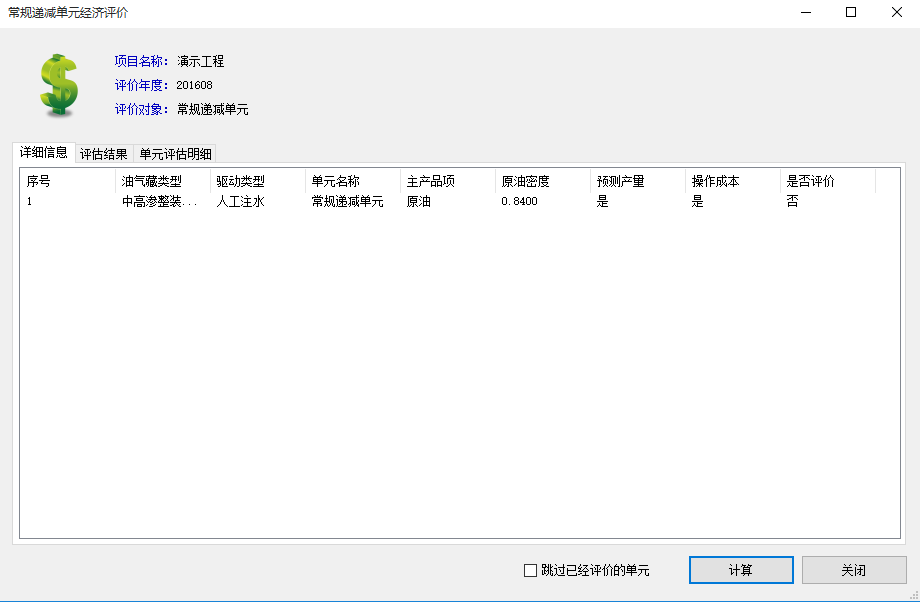 常规递减单元经济评价
项目名称： 演示工程
评价年度： 201608
评价对象： 常规递减单元
详细信息 评估结果 单元评估明细
序号 油气藏类型 驱动类型 单元名称 主产品项 原油密度 预测产量 操作成本 是否评价
1 中高渗整装... 人工注水 常规递减单元 原油 0.8400 是 是 否
跳过已经评价的单元 计算 关闭